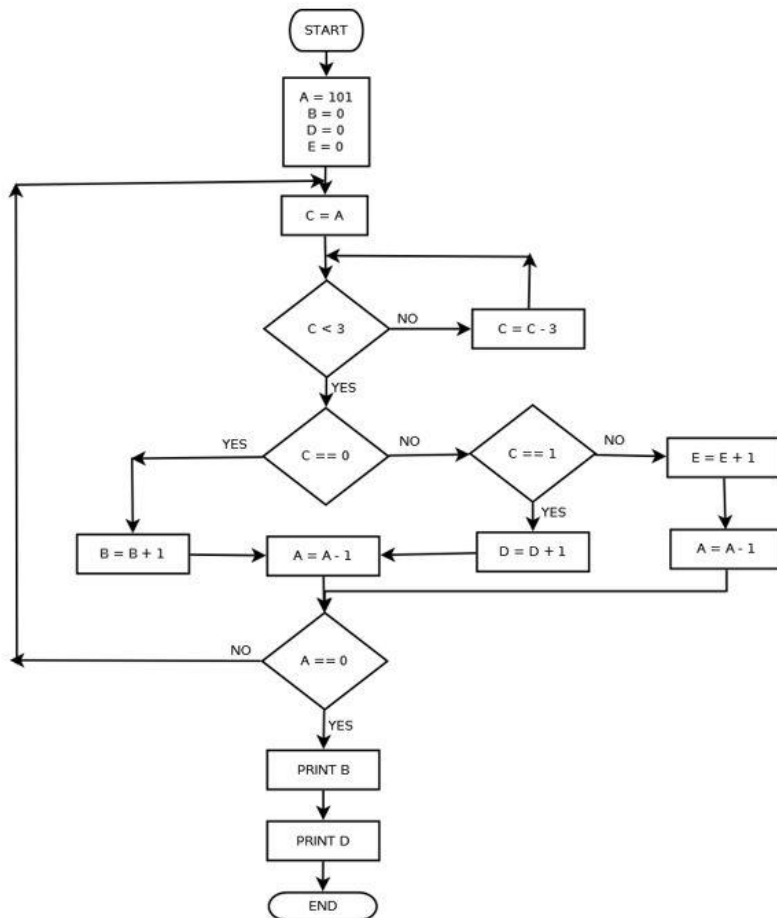 START
A = 101
B = 0
D = 0
E = 0
C = A
C < 3
NO
C = C - 3
YES
YES
C == 0
NO
C == 1
NO
E = E + 1
YES
B = B + 1
A = A - 1
D = D + 1
A = A - 1
NO
A == 0
YES
PRINT B
PRINT D
END